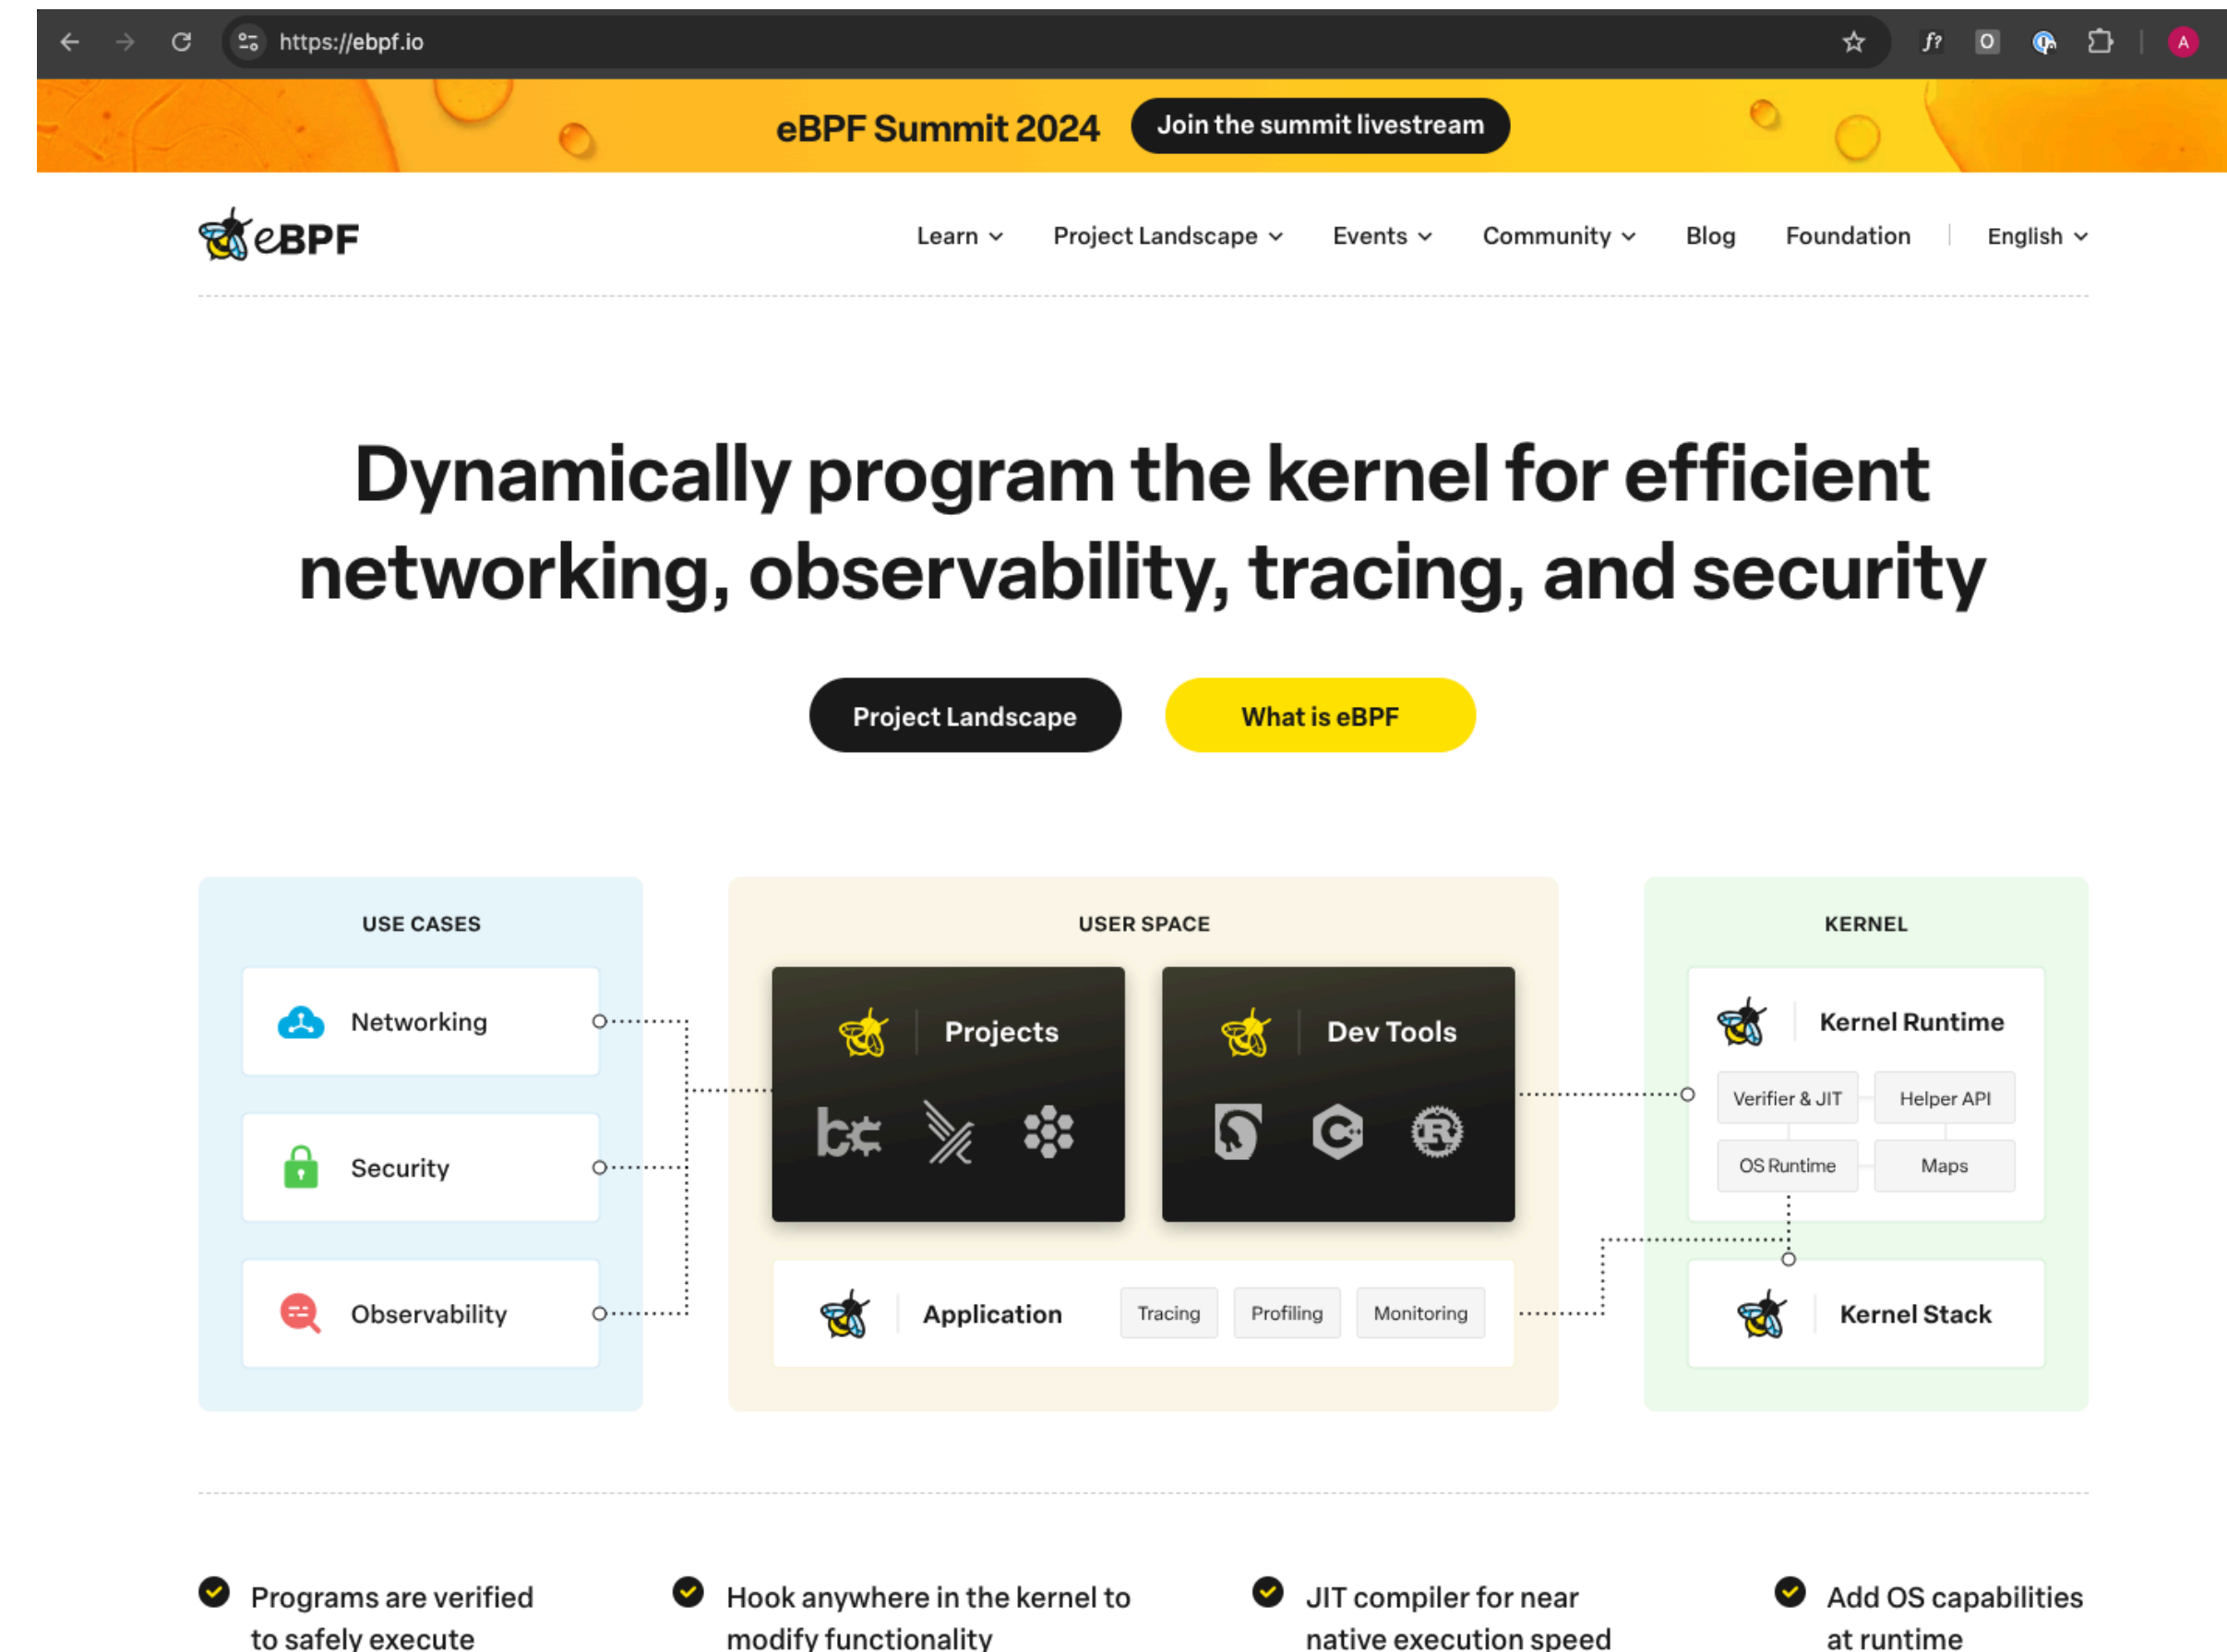 https://ebpf.io
f?
O
A
eBPF Summit 2024
Join the summit livestream
eBPF
Learn
Project Landscape
Events
Community
Blog
Foundation
English
Dynamically program the kernel for efficient
networking, observability, tracing, and security
Project Landscape
What is eBPF
USE CASES
Networking
Security
Observability
USER SPACE
Projects
bc
Dev Tools
C++
R
Application
Tracing
Profiling
Monitoring
KERNEL
Kernel Runtime
Verifier & JIT
Helper API
OS Runtime
Maps
Kernel Stack
Programs are verified
to safely execute
Hook anywhere in the kernel to
modify functionality
JIT compiler for near
native execution speed
Add OS capabilities
at runtime